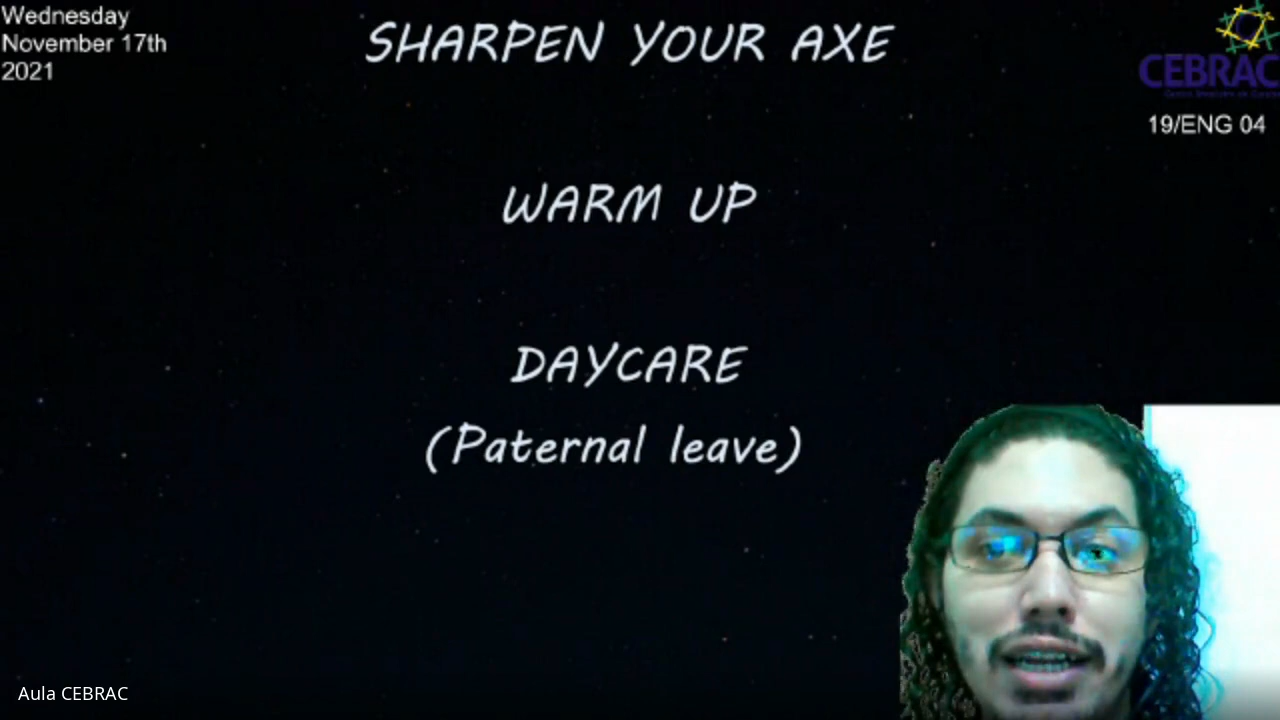 Wednesday
November 17th
2021
SHARPEN YOUR AXE
CEBRAC
19/ENG 04
WARM UP
DAYCARE
(Paternal leave)
Aula CEBRAC